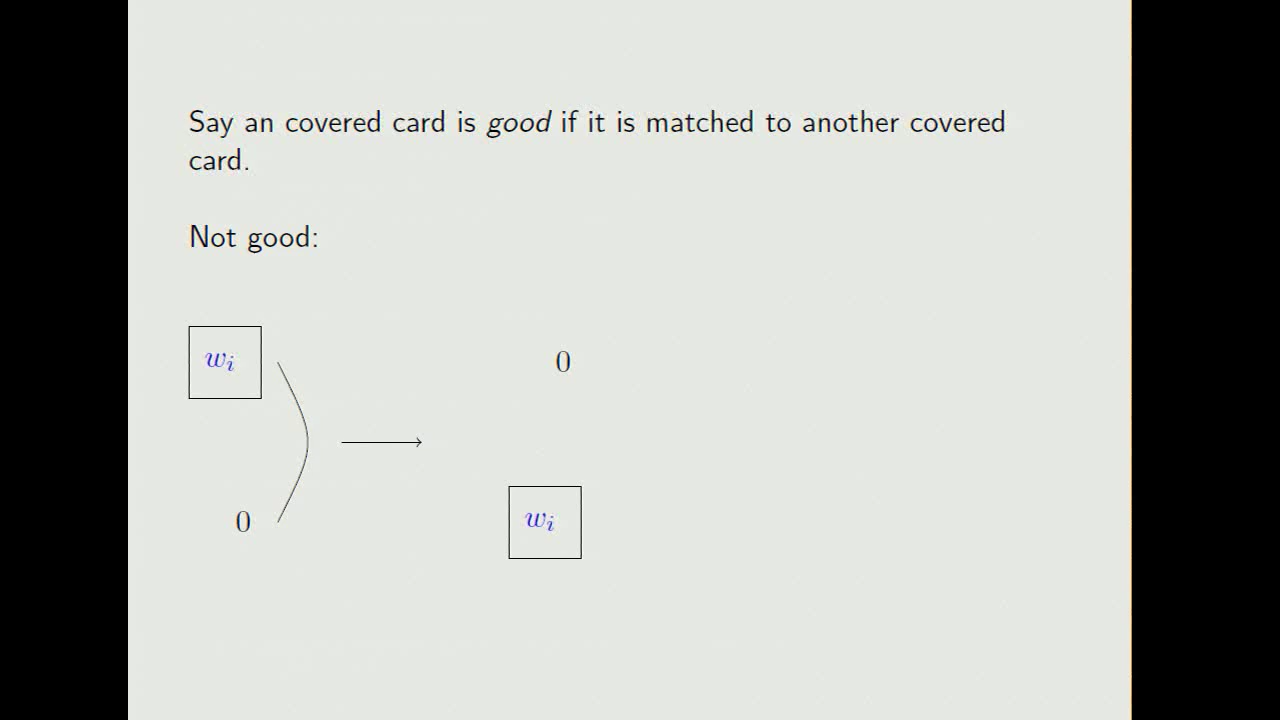 Say an covered card is good if it is matched to another covered
card.
Not good:
w_i
0
0
w_i